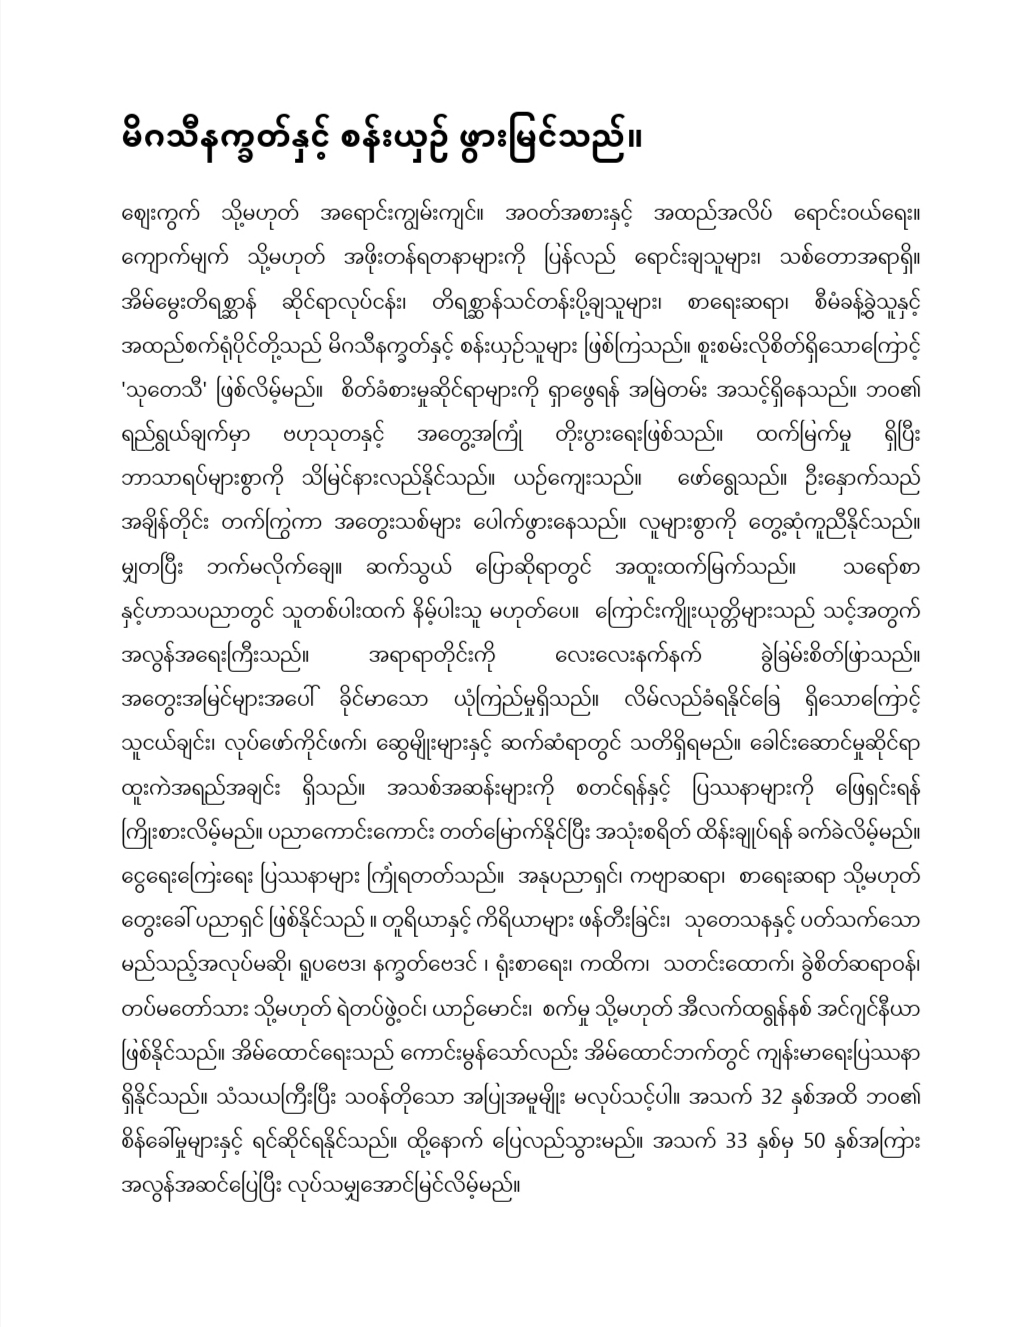 မိဂသီနက္ခတ်နှင့် စန်းယှဉ် ဖွားမြင်သည်။
ဈေးကွက် သို့မဟုတ် အရောင်းကျွမ်းကျင်။ အဝတ်အစားနှင့် အထည်အလိပ် ရောင်းဝယ်ရေး။
ကျောက်မျက် သို့မဟုတ် အဖိုးတန်ရတနာများကို ပြန်လည် ရောင်းချသူများ၊ သစ်တောအရာရှိ။
အိမ်မွေးတိရစ္ဆာန် ဆိုင်ရာလုပ်ငန်း၊ တိရစ္ဆာန်သင်တန်းပို့ချသူများ၊ စာရေးဆရာ၊ စီမံခန့်ခွဲသူနှင့်
အထည်စက်ရုံပိုင်တို့သည် မိဂသီနက္ခတ်နှင့် စန်းယှဉ်သူများ ဖြစ်ကြသည်။ စူးစမ်းလိုစိတ်ရှိသောကြောင့်
'သုတေသီ' ဖြစ်လိမ့်မည်။ စိတ်ခံစားမှုဆိုင်ရာများကို ရှာဖွေရန် အမြဲတမ်း အသင့်ရှိနေသည်။ ဘဝ၏
ရည်ရွယ်ချက်မှာ ဗဟုသုတနှင့် အတွေ့အကြုံ တိုးပွားရေးဖြစ်သည်။ ထက်မြက်မှု ရှိပြီး
ဘာသာရပ်များစွာကို သိမြင်နားလည်နိုင်သည်။ ယဉ်ကျေးသည်။ ဖော်ရွေသည်။ ဦးနှောက်သည်
အချိန်တိုင်း တက်ကြွကာ အတွေးသစ်များ ပေါက်ဖွားနေသည်။ လူများစွာကို တွေ့ဆုံကူညီနိုင်သည်။
မျှတပြီး ဘက်မလိုက်ချေ။ ဆက်သွယ် ပြောဆိုရာတွင် အထူးထက်မြက်သည်။ သရော်စာ
နှင့်ဟာသပညာတွင် သူတစ်ပါးထက် နိမ့်ပါးသူ မဟုတ်ပေ။ ကြောင်းကျိုးယုတ္တိများသည် သင့်အတွက်
အလွန်အရေးကြီးသည်။ အရာရာတိုင်းကို လေးလေးနက်နက် ခွဲခြမ်းစိတ်ဖြာသည်။
အတွေးအမြင်များအပေါ် ခိုင်မာသော ယုံကြည်မှုရှိသည်။ လိမ်လည်ခံရနိုင်ခြေ ရှိသောကြောင့်
သူငယ်ချင်း၊ လုပ်ဖော်ကိုင်ဖက်၊ ဆွေမျိုးများနှင့် ဆက်ဆံရာတွင် သတိရှိရမည်။ ခေါင်းဆောင်မှုဆိုင်ရာ
ထူးကဲအရည်အချင်း ရှိသည်။ အသစ်အဆန်းများကို စတင်ရန်နှင့် ပြဿနာများကို ဖြေရှင်းရန်
ကြိုးစားလိမ့်မည်။ ပညာကောင်းကောင်း တတ်မြောက်နိုင်ပြီး အသုံးစရိတ် ထိန်းချုပ်ရန် ခက်ခဲလိမ့်မည်။
ငွေရေးကြေးရေး ပြဿနာများ ကြုံရတတ်သည်။ အနုပညာရှင်၊ ကဗျာဆရာ၊ စာရေးဆရာ သို့မဟုတ်
တွေးခေါ်ပညာရှင် ဖြစ်နိုင်သည် ။ တူရိယာနှင့် ကိရိယာများ ဖန်တီးခြင်း၊ သုတေသနနှင့် ပတ်သက်သော
မည်သည့်အလုပ်မဆို၊ ရူပဗေဒ၊ နက္ခတ်ဗေဒင် ၊ ရုံးစာရေး၊ ကထိက၊ သတင်းထောက်၊ ခွဲစိတ်ဆရာဝန်၊
တပ်မတော်သား သို့မဟုတ် ရဲတပ်ဖွဲ့ဝင်၊ ယာဉ်မောင်း၊ စက်မှု သို့မဟုတ် အီလက်ထရွန်နစ် အင်ဂျင်နီယာ
ဖြစ်နိုင်သည်။ အိမ်ထောင်ရေးသည် ကောင်းမွန်သော်လည်း အိမ်ထောင်ဘက်တွင် ကျန်းမာရေးပြဿနာ
ရှိနိုင်သည်။ သံသယကြီးပြီး သဝန်တိုသော အပြုအမူမျိုး မလုပ်သင့်ပါ။ အသက် 32 နှစ်အထိ ဘဝ၏
စိန်ခေါ်မှုများနှင့် ရင်ဆိုင်ရနိုင်သည်။ ထို့နောက် ပြေလည်သွားမည်။ အသက် 33 နှစ်မှ 50 နှစ်အကြား
အလွန်အဆင်ပြေပြီး လုပ်သမျှအောင်မြင်လိမ့်မည်။